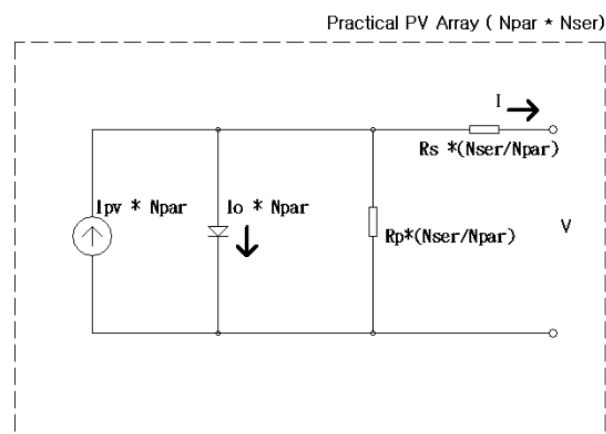 Practical PV Array ( Npar * Nser)
I
Rs *(Nser/Npar)
Ipv * Npar
Io * Npar
Rp*(Nser/Npar)
V